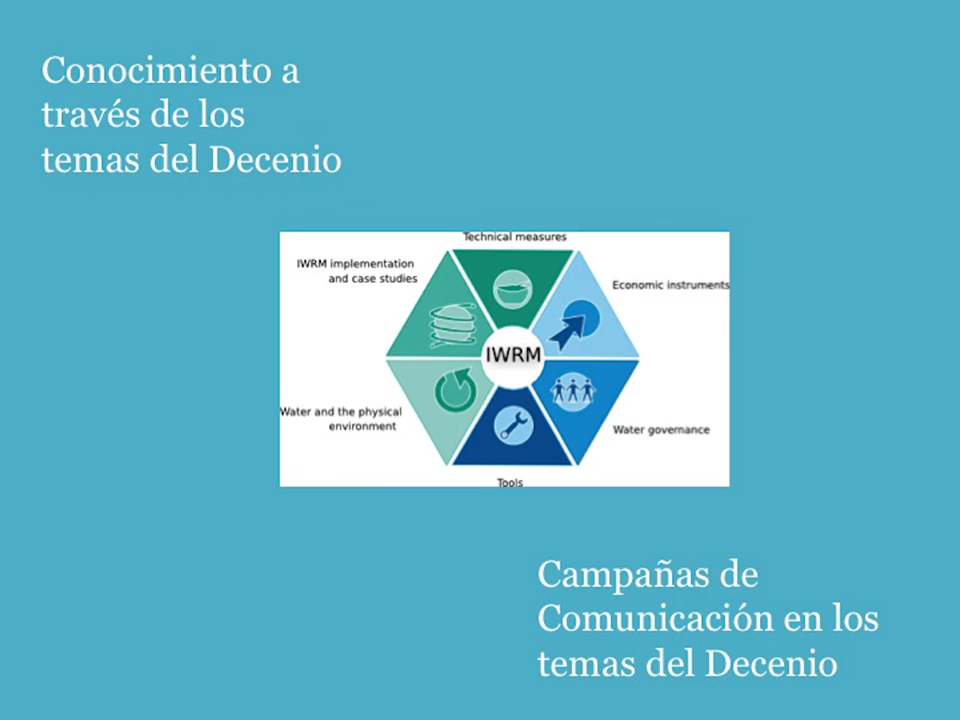 Conocimiento a
través de los
temas del Decenio
Technical measures
IWRM implementation
and case studies
Economic instruments
IWRM
Water and the physical
environment
Water governance
Tools
Campañas de
Comunicación en los
temas del Decenio